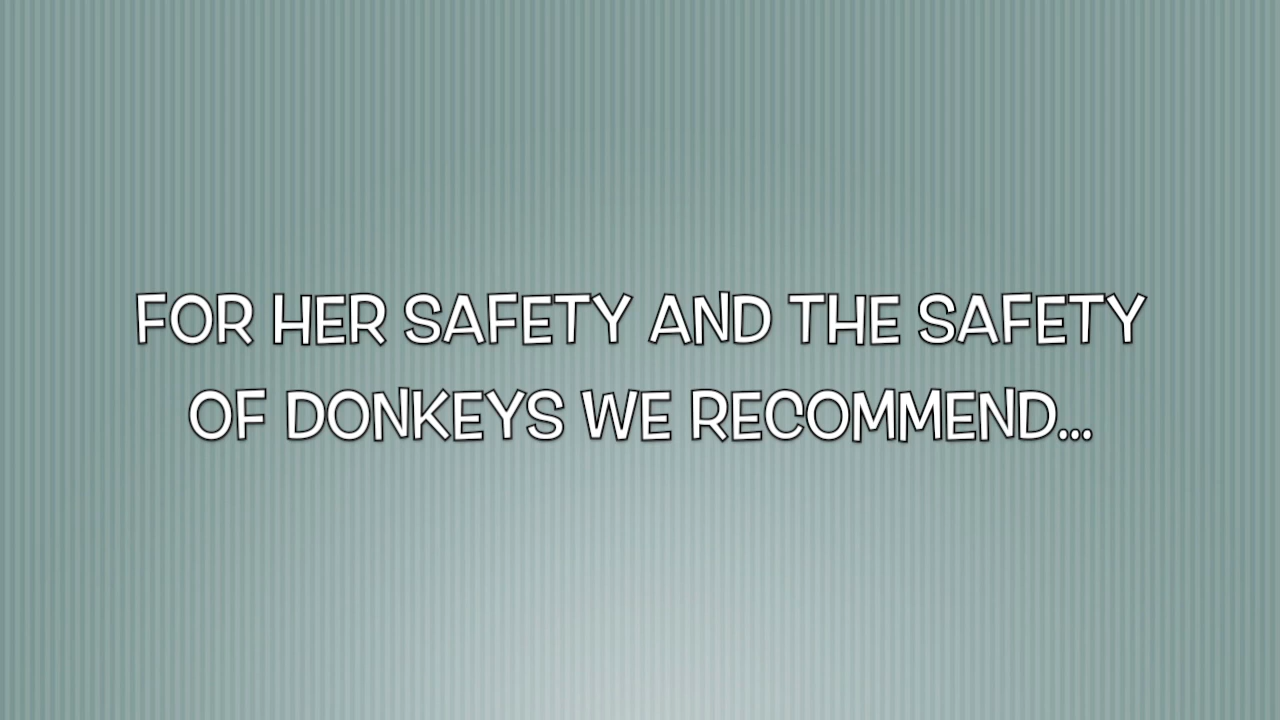 FOR HER SAFETY AND THE SAFETY
OF DONKEYS WE RECOMMEND...